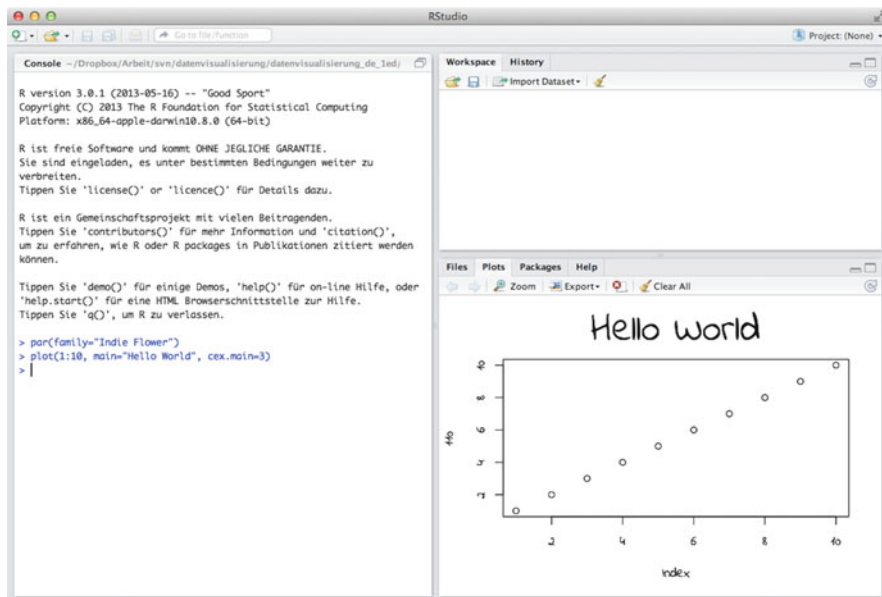 RStudio
Go to file/function
Project: (None)
Console ~/Dropbox/Arbeit/svn/datenvisualisierung/datenvisualisierung_de_1ed/
R version 3.0.1 (2013-05-16) -- "Good Sport"
Copyright (C) 2013 The R Foundation for Statistical Computing
Platform: x86_64-apple-darwin10.8.0 (64-bit)
R ist freie Software und kommt OHNE JEGLICHE GARANTIE.
Sie sind eingeladen, es unter bestimmten Bedingungen weiter zu
verbreiten.
Tippen Sie 'license()' or 'licence()' für Details dazu.
R ist ein Gemeinschaftsprojekt mit vielen Beitragenden.
Tippen Sie 'contributors()' für mehr Information und 'citation()',
um zu erfahren, wie R oder R packages in Publikationen zitiert werden
können.
Tippen Sie 'demo()' für einige Demos, 'help()' für on-line Hilfe, oder
'help.start()' für eine HTML Browserschnittstelle zur Hilfe.
Tippen Sie 'q()', um R zu verlassen.
> par(family="Indie Flower")
> plot(1:10, main="Hello World", cex.main=3)
>
Workspace History
Import Dataset
Files Plots Packages Help
Zoom Export Clear All
Hello World
10
8
6
4
2
1:10
2 4 6 8 10
Index